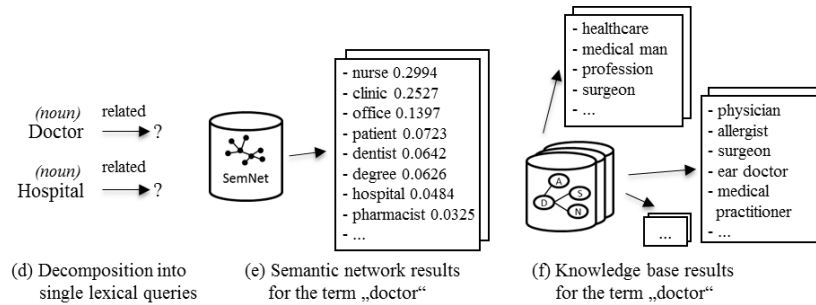 (noun) related
Doctor ?
(noun) related
Hospital ?
(d) Decomposition into
single lexical queries
SemNet
- nurse 0.2994
- clinic 0.2527
- office 0.1397
- patient 0.0723
- dentist 0.0642
- degree 0.0626
- hospital 0.0484
- pharmacist 0.0325
- ...
(e) Semantic network results
for the term „doctor“
- healthcare
- medical man
- profession
- surgeon
- ...
A
S
D
N
- physician
- allergist
- surgeon
- ear doctor
- medical
practitioner
- ...
...
(f) Knowledge base results
for the term „doctor“